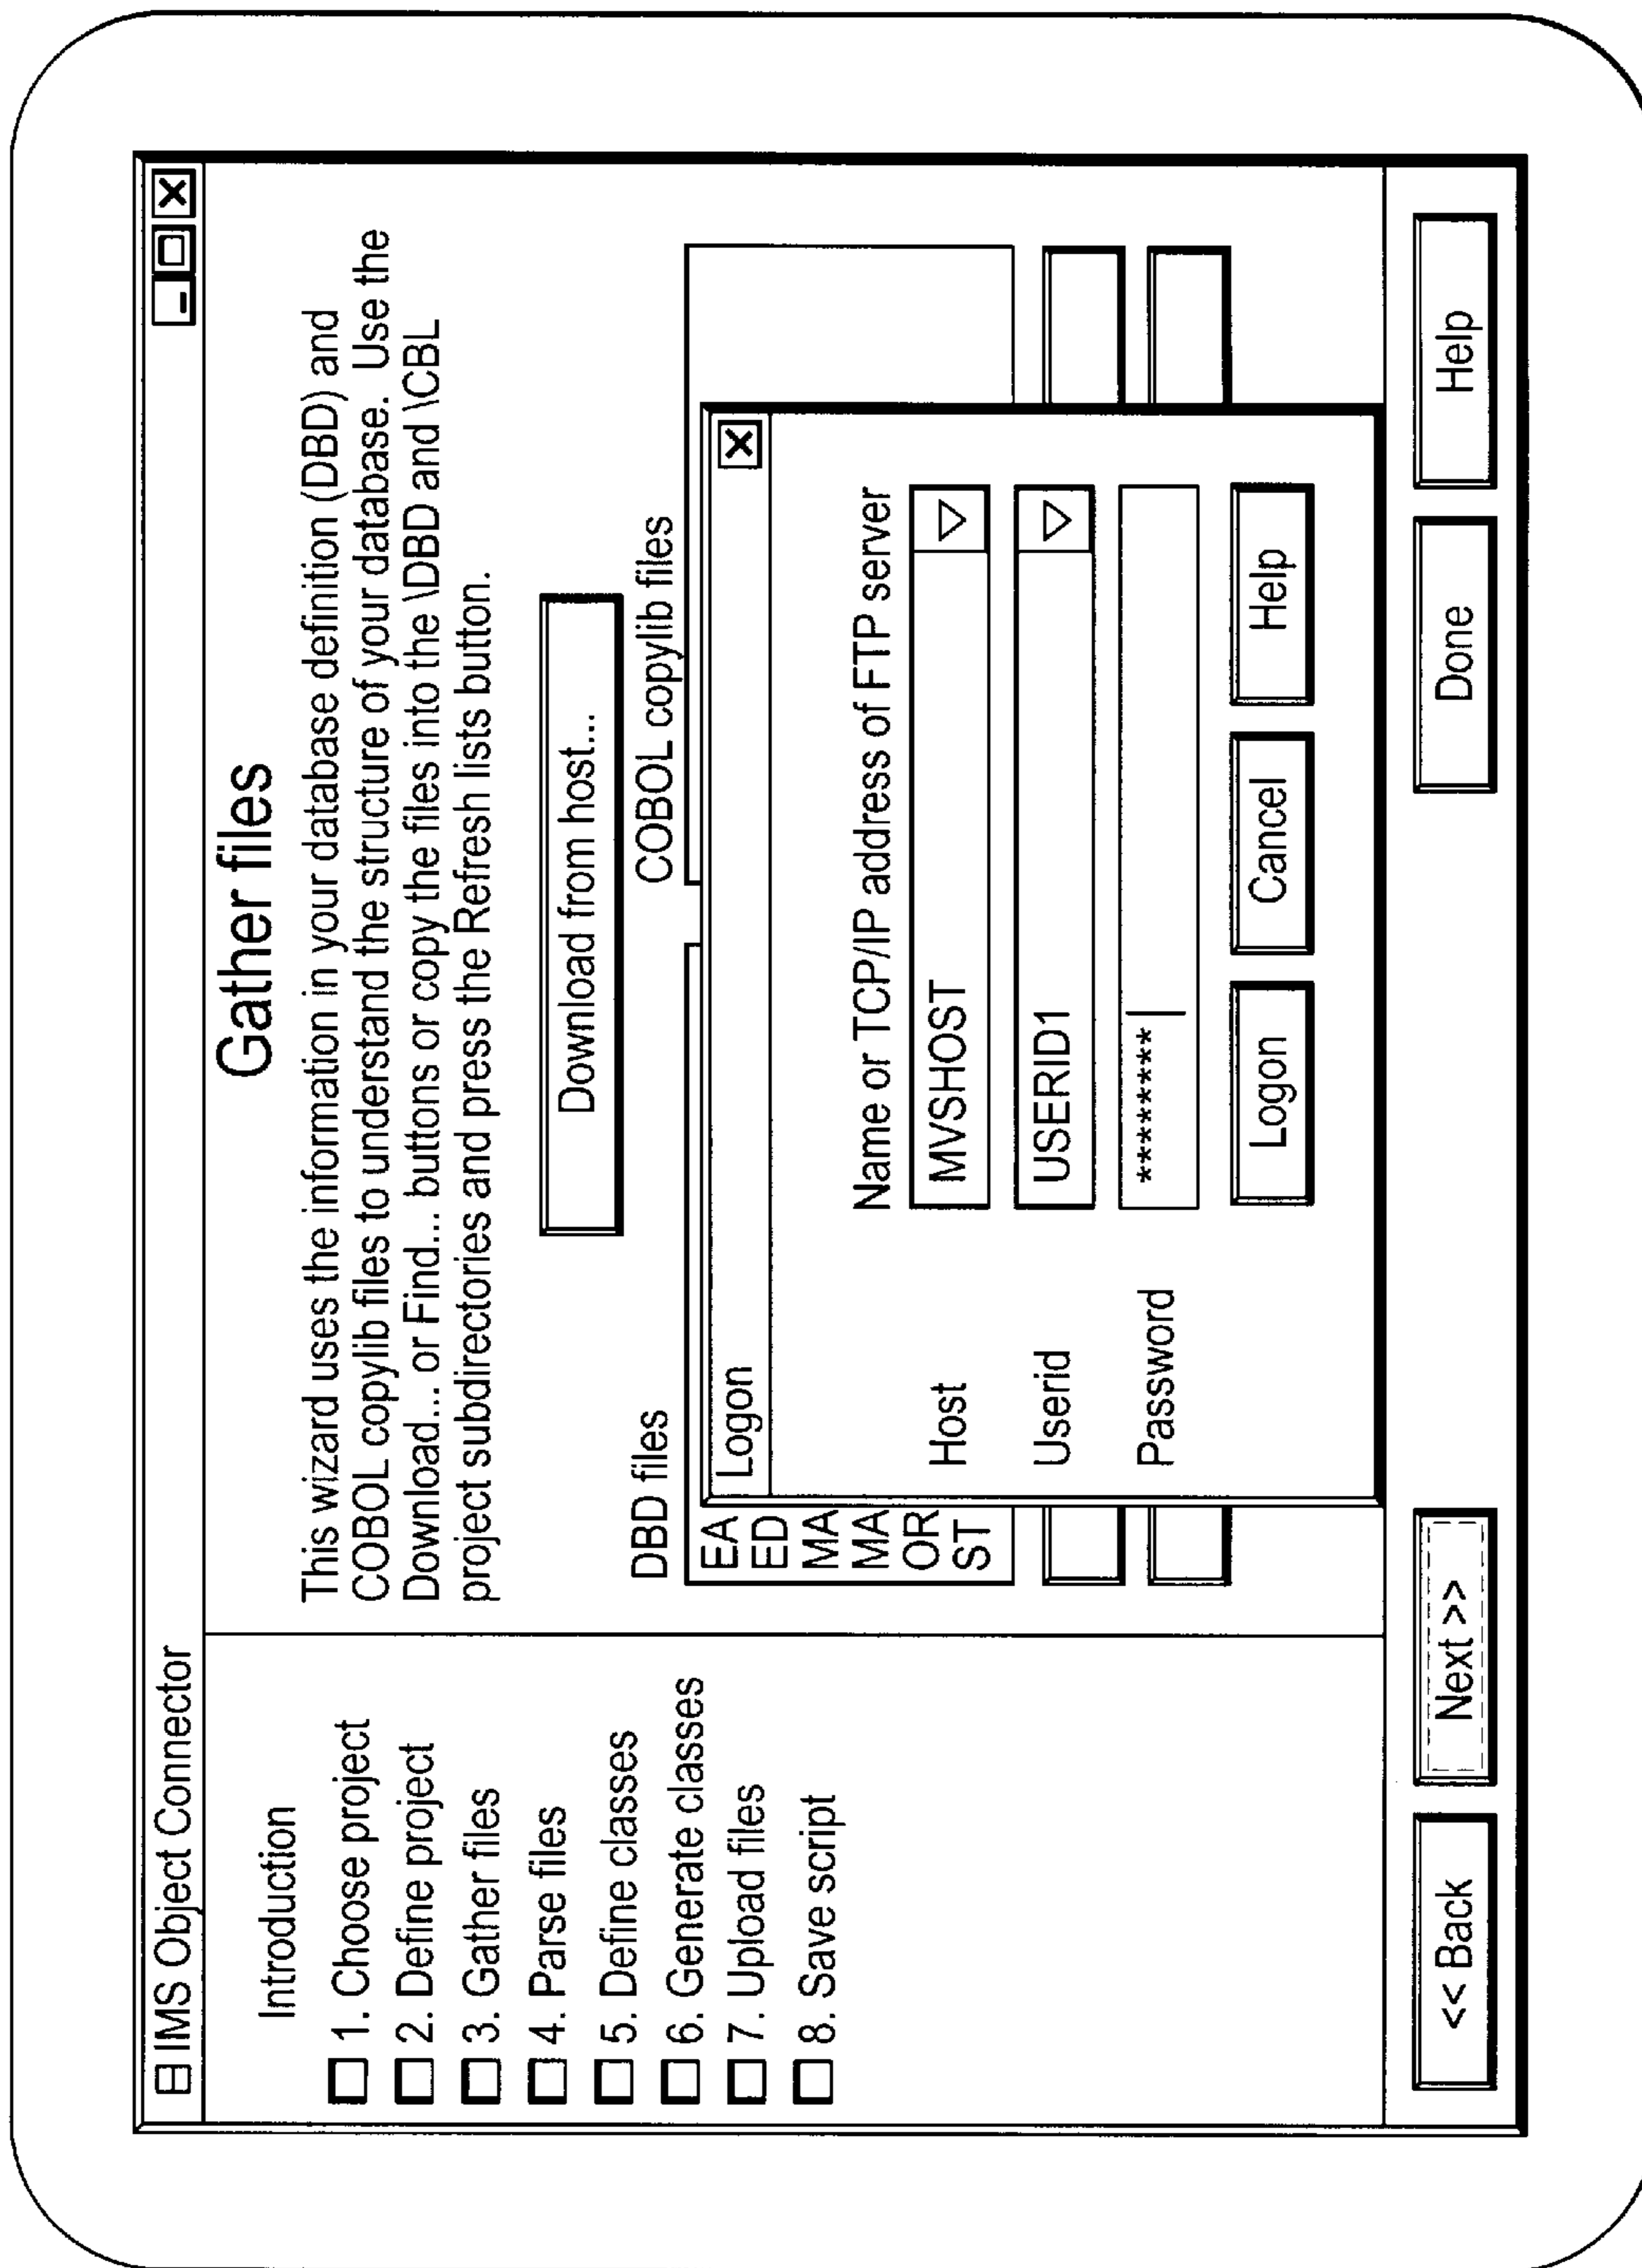 IMS Object Connector
Introduction
1. Choose project
2. Define project
3. Gather files
4. Parse files
5. Define classes
6. Generate classes
7. Upload files
8. Save script
Gather files
This wizard uses the information in your database definition (DBD) and
COBOL copylib files to understand the structure of your database. Use the
Download... or Find... buttons or copy the files into the \DBD and \CBL
project subdirectories and press the Refresh lists button.
Download from host...
DBD files
COBOL copylib files
EA
ED
MA
MA
OR
ST
Logon
Name or TCP/IP address of FTP server
Host MVSHOST
Userid USERID1
Password ********
Logon Cancel Help
<< Back Next >> Done Help